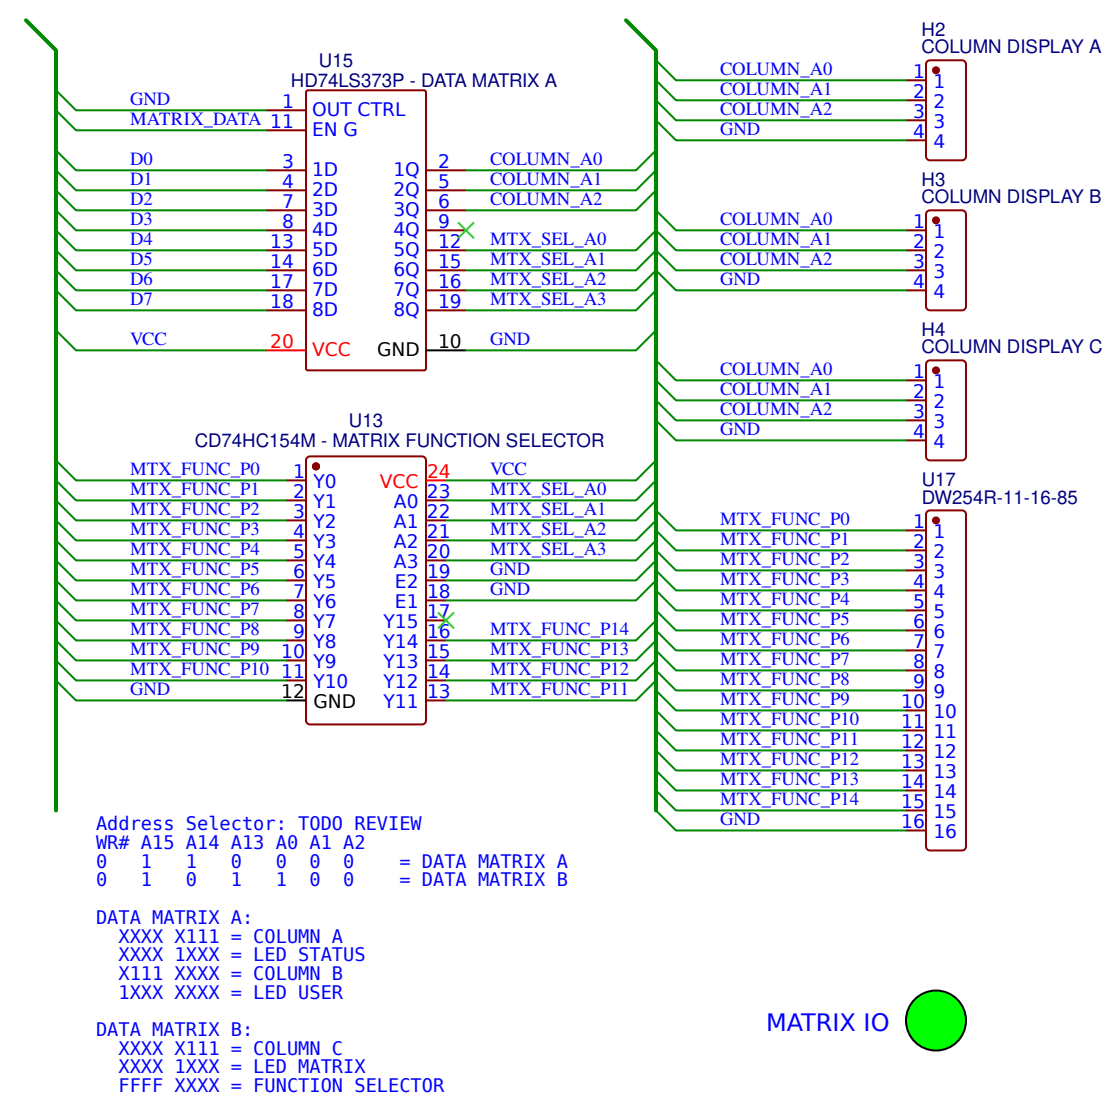 U15
HD74LS373P - DATA MATRIX A
GND 1 OUT CTRL
MATRIX_DATA 11 EN G
D0 3 1D 1Q 2 COLUMN_A0
D1 4 2D 2Q 5 COLUMN_A1
D2 7 3D 3Q 6 COLUMN_A2
D3 8 4D 4Q 9
D4 13 5D 5Q 12 MTX_SEL_A0
D5 14 6D 6Q 15 MTX_SEL_A1
D6 17 7D 7Q 16 MTX_SEL_A2
D7 18 8D 8Q 19 MTX_SEL_A3
VCC 20 VCC GND 10 GND
U13
CD74HC154M - MATRIX FUNCTION SELECTOR
MTX_FUNC_P0 1 Y0 VCC 24 VCC
MTX_FUNC_P1 2 Y1 A0 23 MTX_SEL_A0
MTX_FUNC_P2 3 Y2 A1 22 MTX_SEL_A1
MTX_FUNC_P3 4 Y3 A2 21 MTX_SEL_A2
MTX_FUNC_P4 5 Y4 A3 20 MTX_SEL_A3
MTX_FUNC_P5 6 Y5 E2 19 GND
MTX_FUNC_P6 7 Y6 E1 18 GND
MTX_FUNC_P7 8 Y7 Y15 17
MTX_FUNC_P8 9 Y8 Y14 16 MTX_FUNC_P14
MTX_FUNC_P9 10 Y9 Y13 15 MTX_FUNC_P13
MTX_FUNC_P10 11 Y10 Y12 14 MTX_FUNC_P12
GND 12 GND Y11 13 MTX_FUNC_P11
H2
COLUMN DISPLAY A
COLUMN_A0 1 1
COLUMN_A1 2 2
COLUMN_A2 3 3
GND 4 4
H3
COLUMN DISPLAY B
COLUMN_A0 1 1
COLUMN_A1 2 2
COLUMN_A2 3 3
GND 4 4
H4
COLUMN DISPLAY C
COLUMN_A0 1 1
COLUMN_A1 2 2
COLUMN_A2 3 3
GND 4 4
U17
DW254R-11-16-85
MTX_FUNC_P0 1 1
MTX_FUNC_P1 2 2
MTX_FUNC_P2 3 3
MTX_FUNC_P3 4 4
MTX_FUNC_P4 5 5
MTX_FUNC_P5 6 6
MTX_FUNC_P6 7 7
MTX_FUNC_P7 8 8
MTX_FUNC_P8 9 9
MTX_FUNC_P9 10 10
MTX_FUNC_P10 11 11
MTX_FUNC_P11 12 12
MTX_FUNC_P12 13 13
MTX_FUNC_P13 14 14
MTX_FUNC_P14 15 15
GND 16 16
Address Selector: TODO REVIEW
WR# A15 A14 A13 A0 A1 A2
0 1 1 0 0 0 0 = DATA MATRIX A
0 1 0 1 1 0 0 = DATA MATRIX B
DATA MATRIX A:
XXXX X111 = COLUMN A
XXXX 1XXX = LED STATUS
X111 XXXX = COLUMN B
1XXX XXXX = LED USER
DATA MATRIX B:
XXXX X111 = COLUMN C
XXXX 1XXX = LED MATRIX
FFFF XXXX = FUNCTION SELECTOR
MATRIX IO